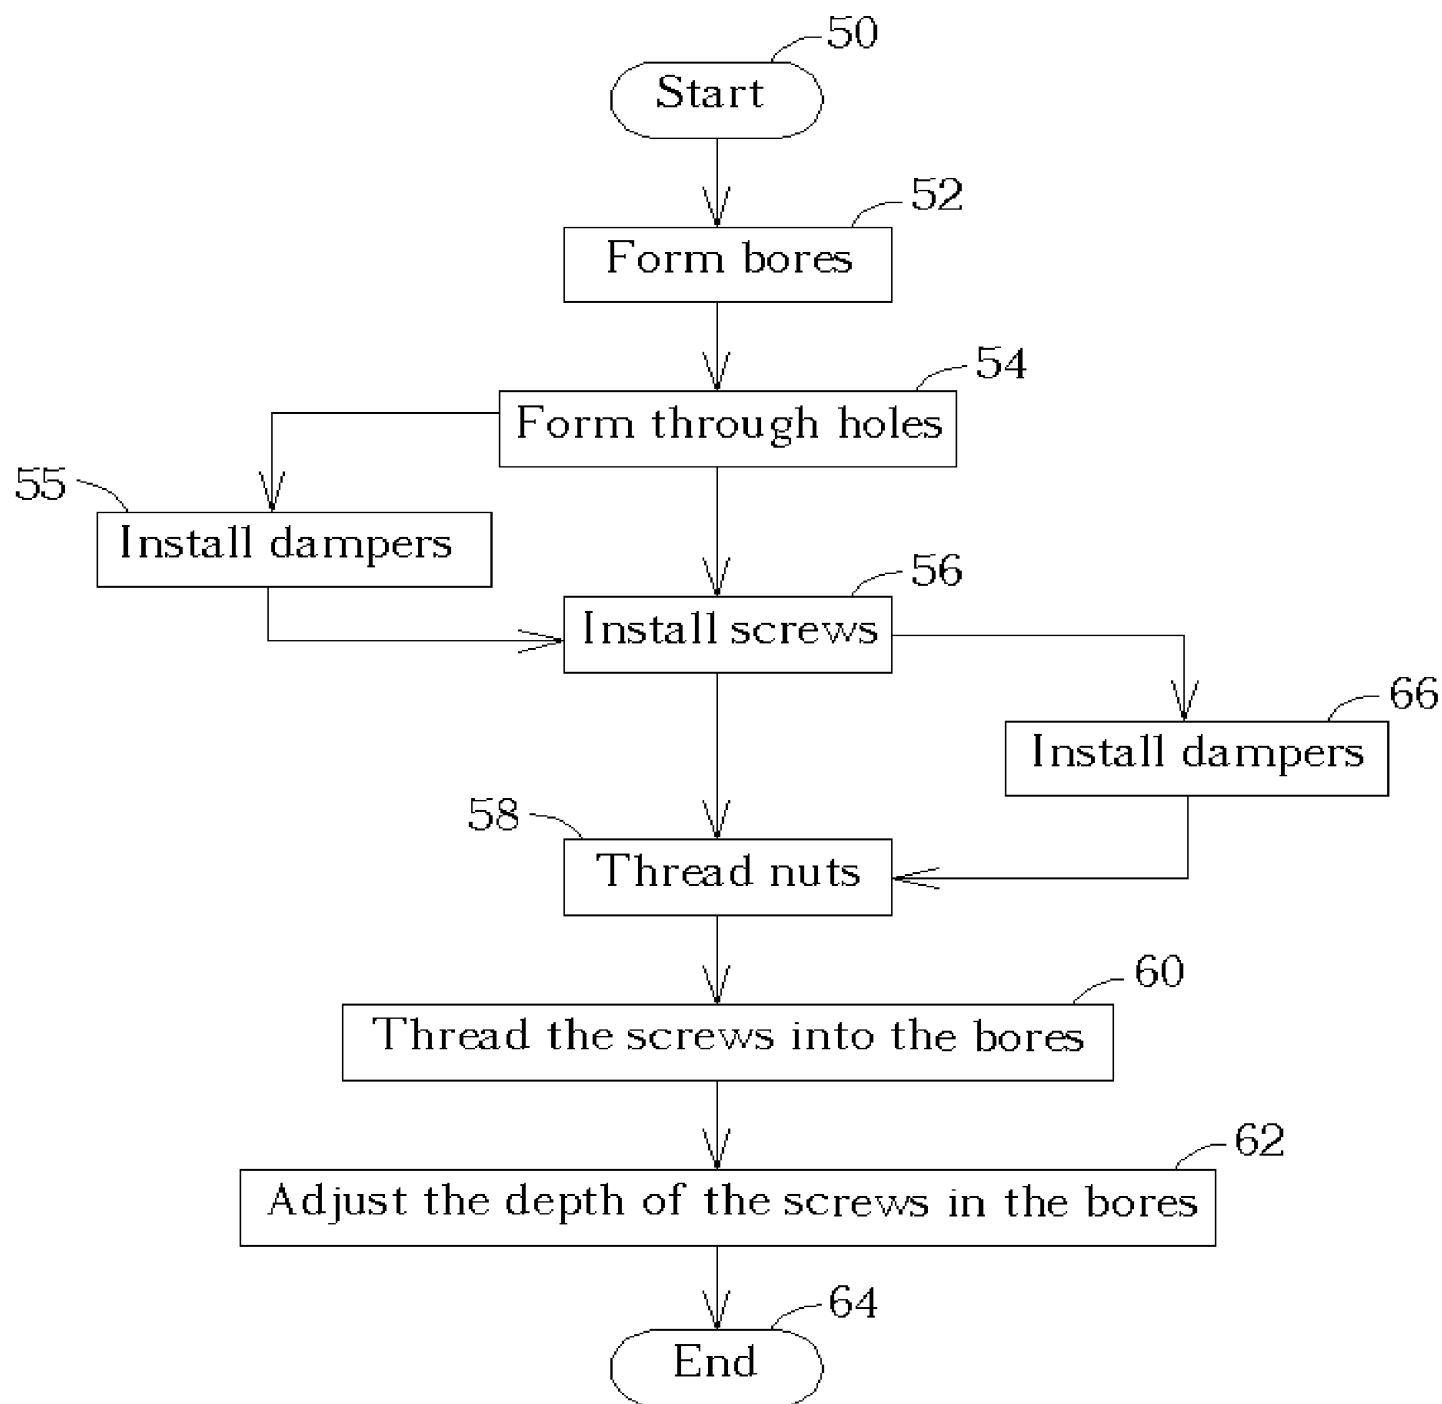 50
Start
52
Form bores
54
Form through holes
55
Install dampers
56
Install screws
66
Install dampers
58
Thread nuts
60
Thread the screws into the bores
62
Adjust the depth of the screws in the bores
64
End